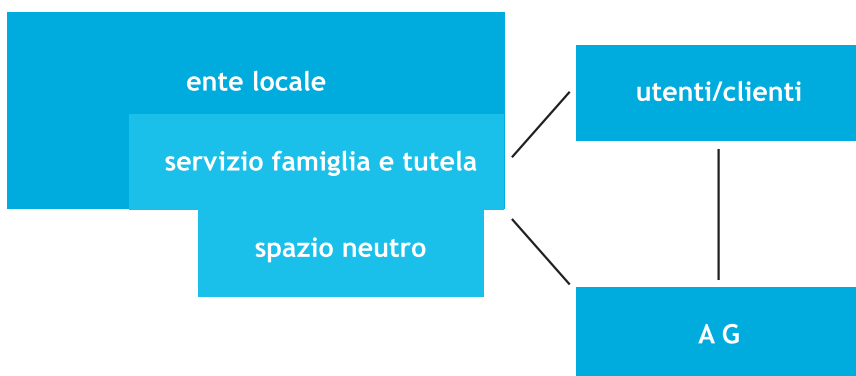 ente locale
utenti/clienti
servizio famiglia e tutela
spazio neutro
A G